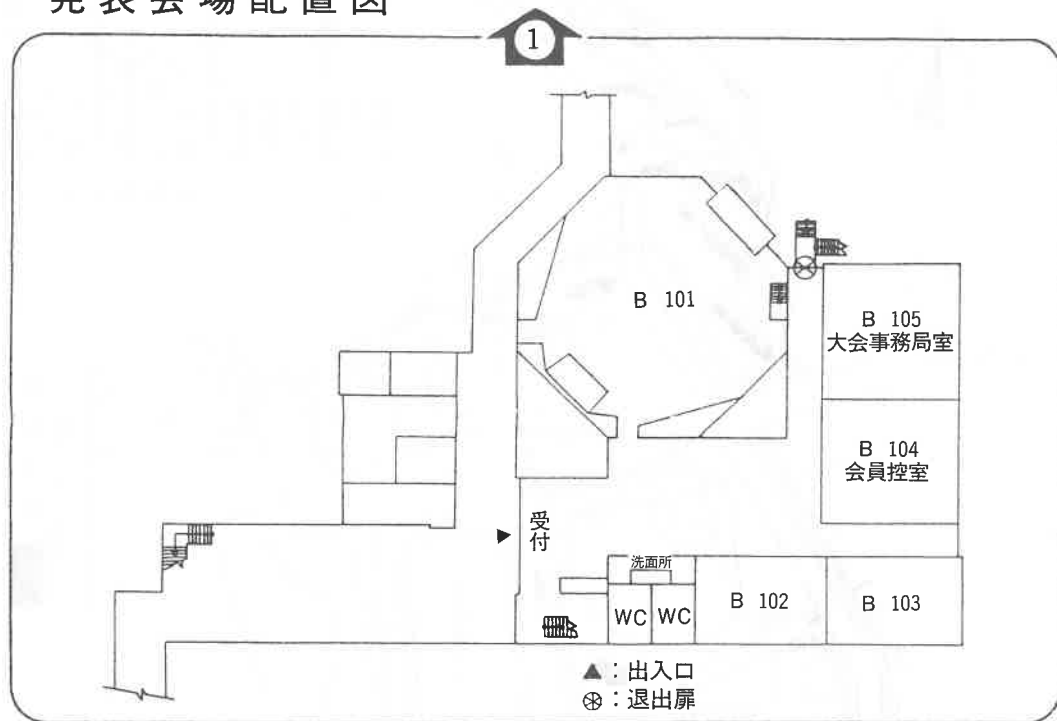 発表会場配置図
1
B 101
B 105
大会事務局室
B 104
会員控室
受付
洗面所
WC
WC
B 102
B 103
▲：出入口
⊗：退出扉